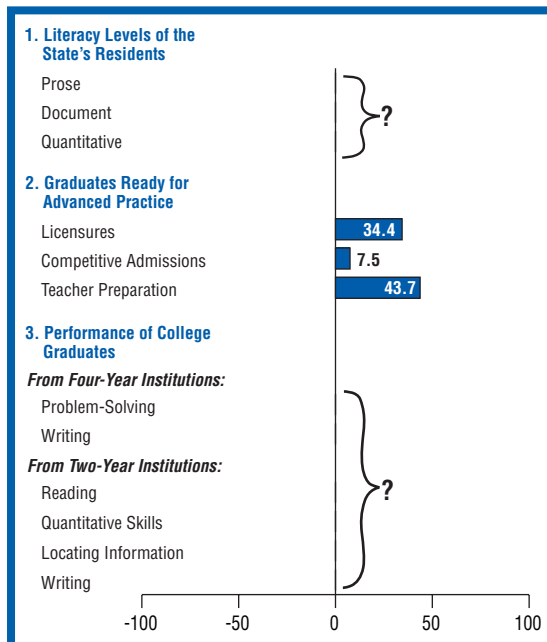 1. Literacy Levels of the
State's Residents
Prose
Document
Quantitative
?
2. Graduates Ready for
Advanced Practice
Licensures 34.4
Competitive Admissions 7.5
Teacher Preparation 43.7
3. Performance of College
Graduates
From Four-Year Institutions:
Problem-Solving
Writing
From Two-Year Institutions:
Reading
?
Quantitative Skills
Locating Information
Writing
-100 -50 0 50 100